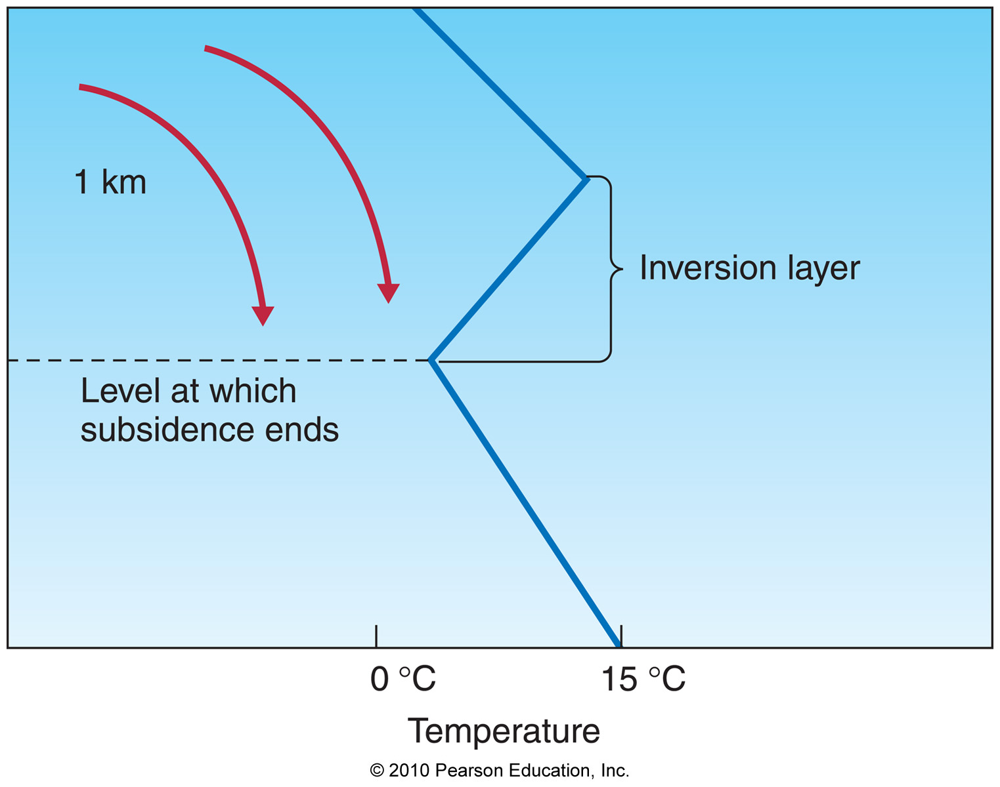 1 km
Inversion layer
Level at which
subsidence ends
0 °C
15 °C
Temperature
© 2010 Pearson Education, Inc.